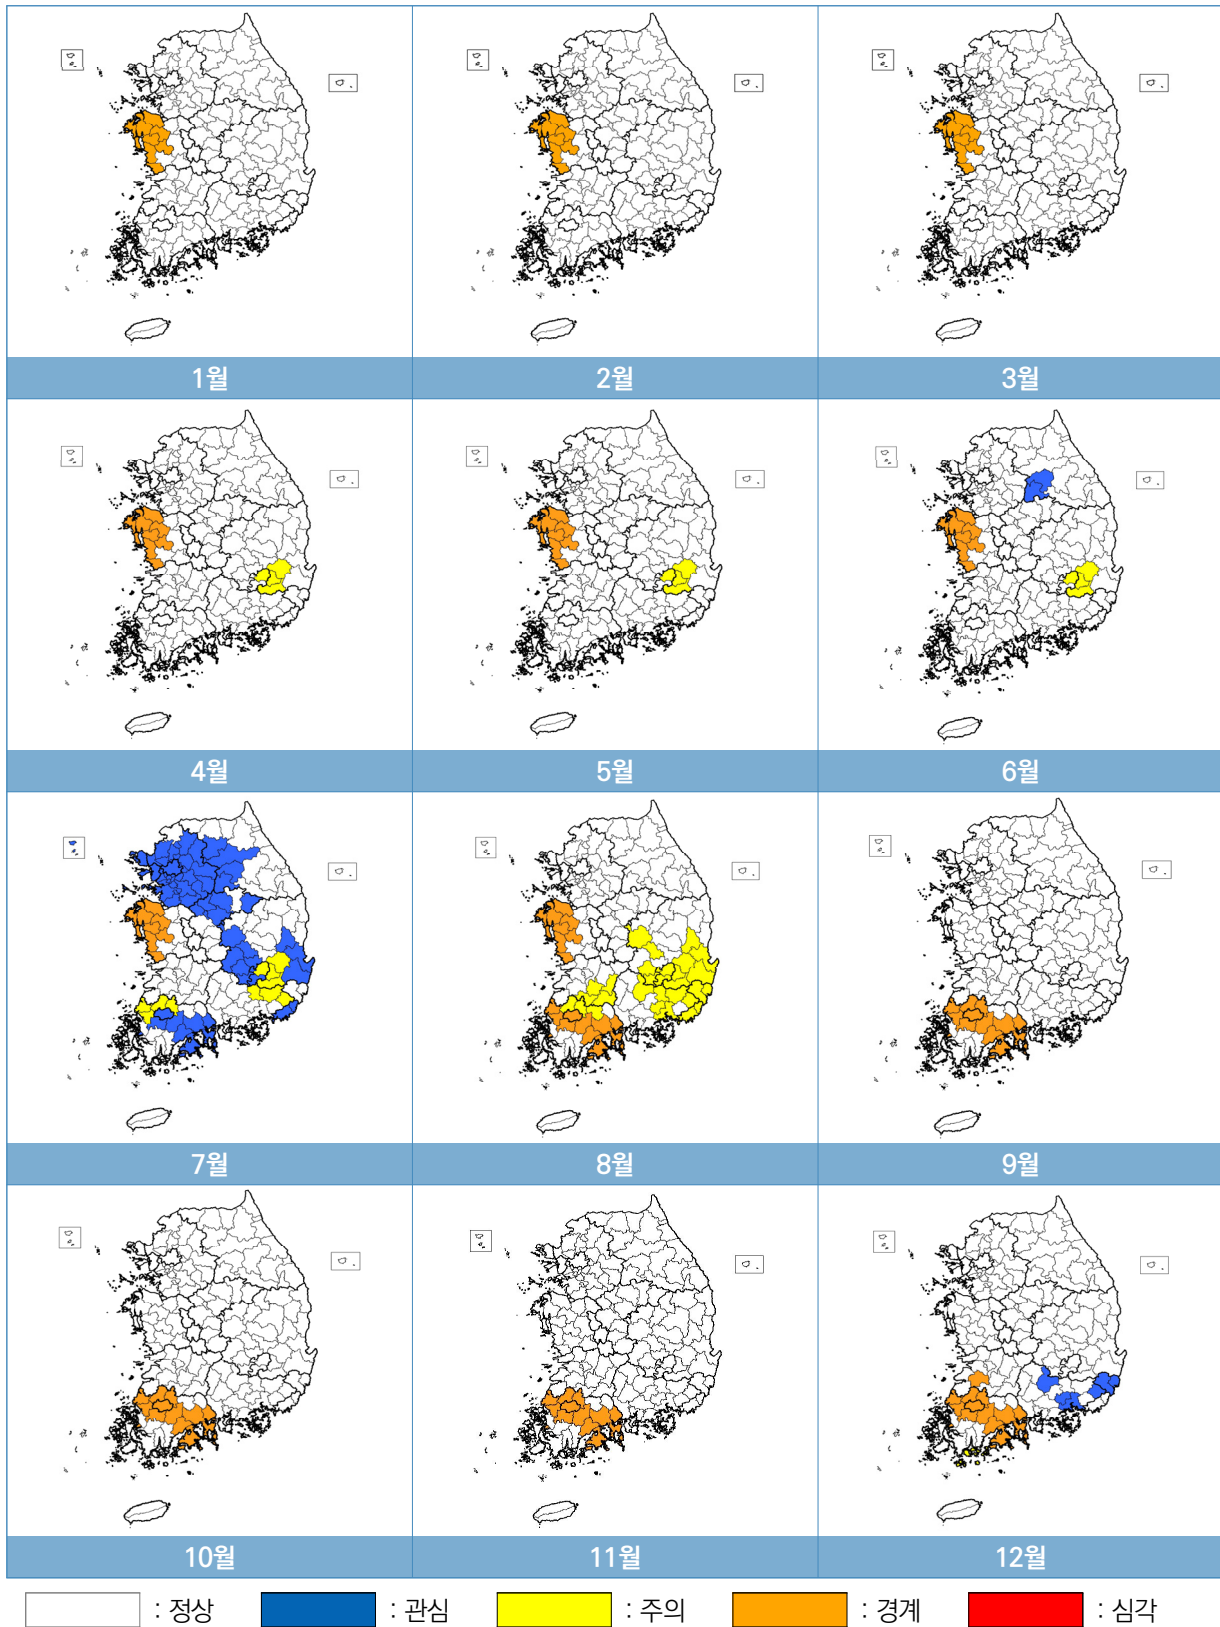 1월 2월 3월
4월 5월 6월
7월 8월 9월
10월 11월 12월
: 정상 : 관심 : 주의 : 경계 : 심각